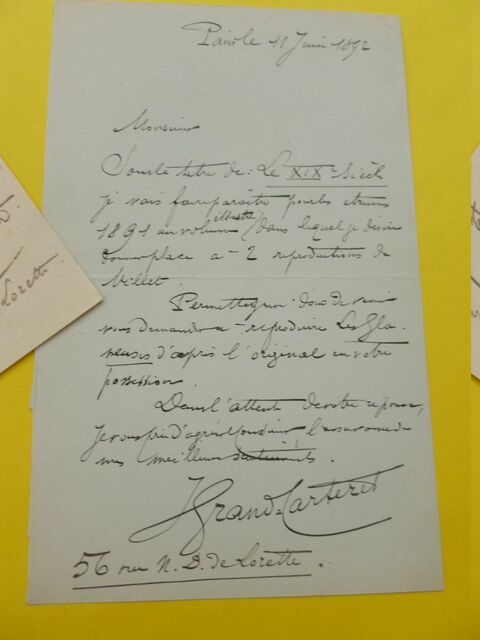 Paris le 11 Juin 1892
Monsieur
Sous le titre de : Le XIXe Siècle
je vais faire paraître pour les étrennes
1891 un volume illustré dans lequel je désire
donner place à - 2 reproductions de
Millet.
Permettez moi donc de venir
vous demander à reproduire Les Gla
neuses d'après l'original en votre
possession.
Dans l'attente de votre réponse,
Je vous prie d'agréer Monsieur, l'assurance de
mes meilleurs sentiments.
J Grand-Carteret
56 rue N. D. de Lorette.
Lorette